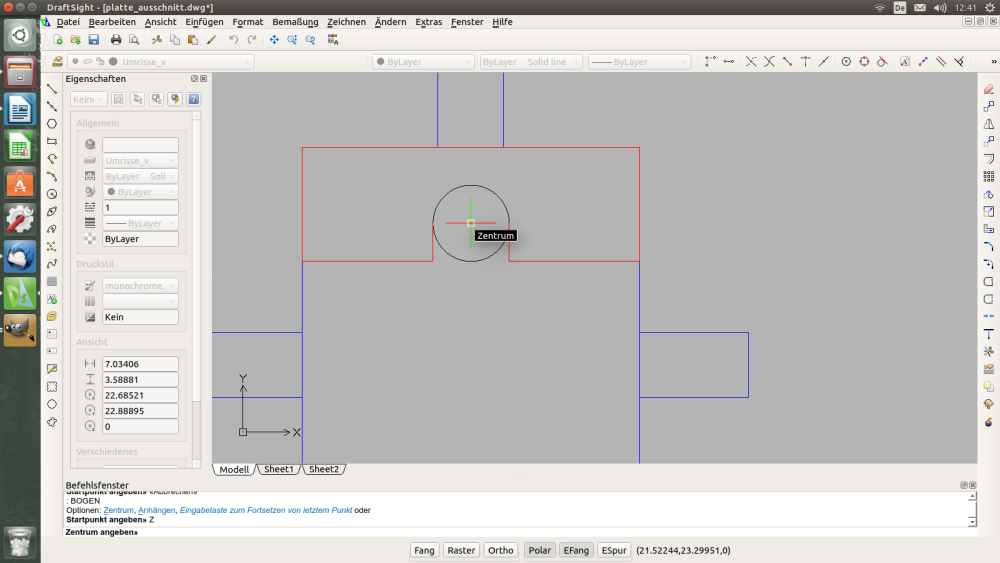 DraftSight - [platte_ausschnitt.dwg*]
De
12:41
Datei Bearbeiten Ansicht Einfügen Format Bemaßung Zeichnen Ändern Extras Fenster Hilfe
Umrisse_v
ByLayer
ByLayer Solid line
ByLayer
Eigenschaften
Allgemein
Umrisse_v
ByLayer Soli
ByLayer
1
ByLayer
ByLayer
Druckstil
monochrome.
Kein
Ansicht
7.03406
3.58881
22.68521
22.88895
0
Verschiedenes
Zentrum
Y
X
Modell Sheet1 Sheet2
Befehlsfenster
Startpunkt angeben» «Abbrechen»
: BOGEN
Optionen: Zentrum, Anhängen, Eingabetaste zum Fortsetzen von letztem Punkt oder
Startpunkt angeben» Z
Zentrum angeben»
Fang Raster Ortho Polar EFang ESpur (21.52244,23.29951,0)